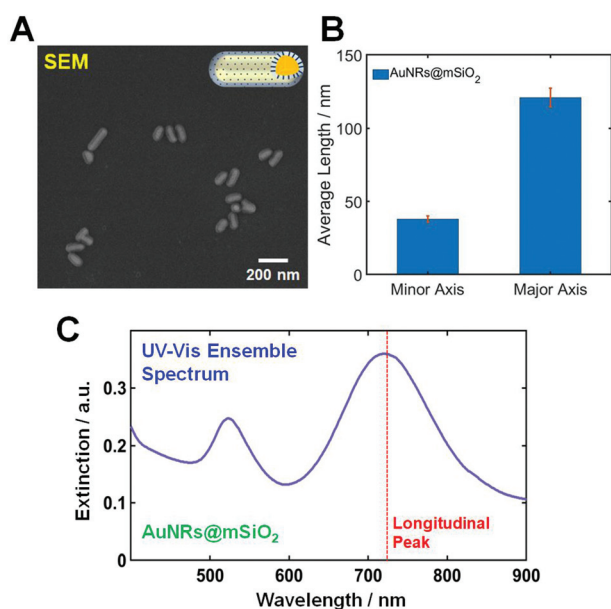 A
SEM
200 nm
B
150
100
50
0
Average Length / nm
AuNRs@mSiO₂
Minor Axis
Major Axis
C
UV-Vis Ensemble
Spectrum
0.3
0.2
0.1
0
Extinction / a.u.
AuNRs@mSiO₂
Longitudinal
Peak
500
600
700
800
900
Wavelength / nm